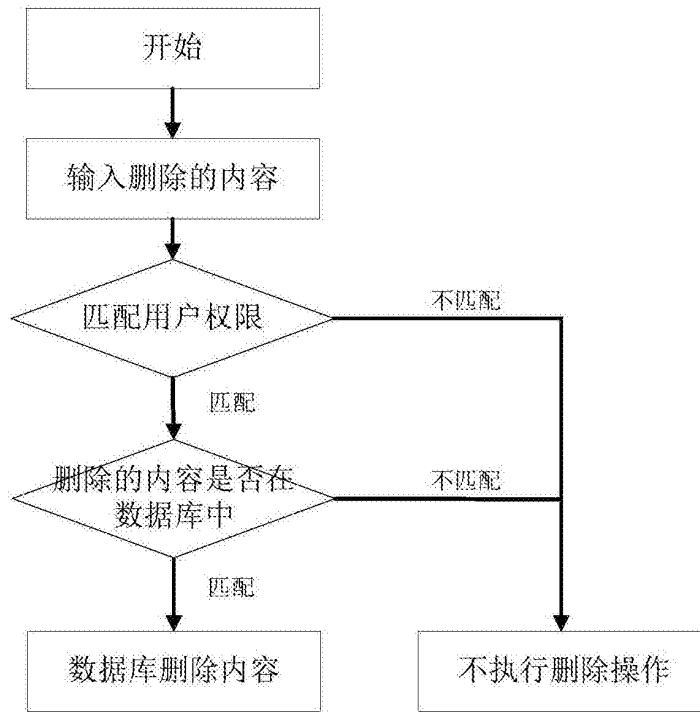 开始
输入删除的内容
匹配用户权限
不匹配
匹配
删除的内容是否在
数据库中
不匹配
匹配
数据库删除内容
不执行删除操作